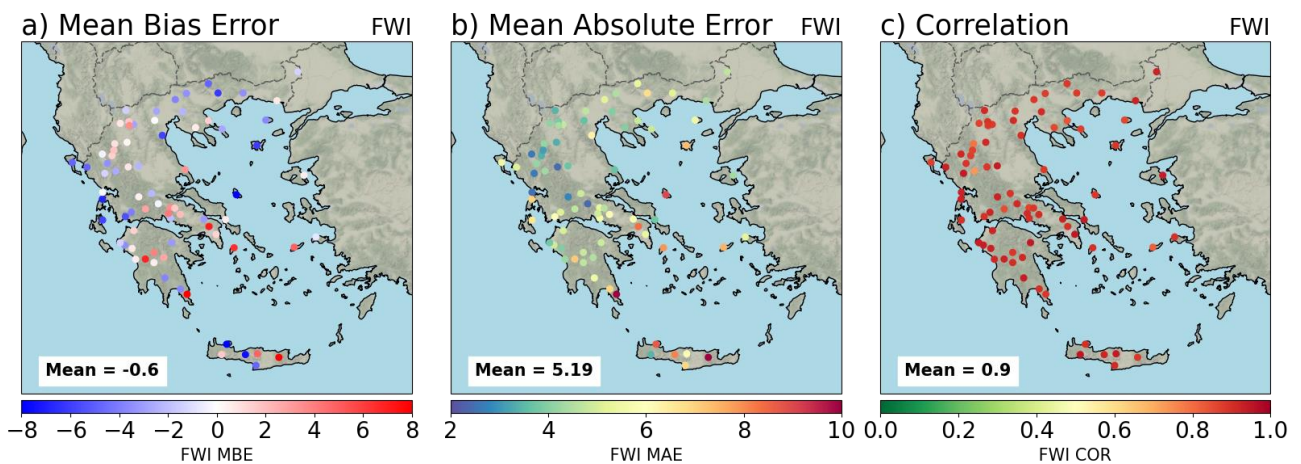 a) Mean Bias Error FWI
b) Mean Absolute Error FWI
c) Correlation FWI
Mean = -0.6
Mean = 5.19
Mean = 0.9
−8 −6 −4 −2 0 2 4 6 8
2 4 6 8 10
0.0 0.2 0.4 0.6 0.8 1.0
FWI MBE
FWI MAE
FWI COR